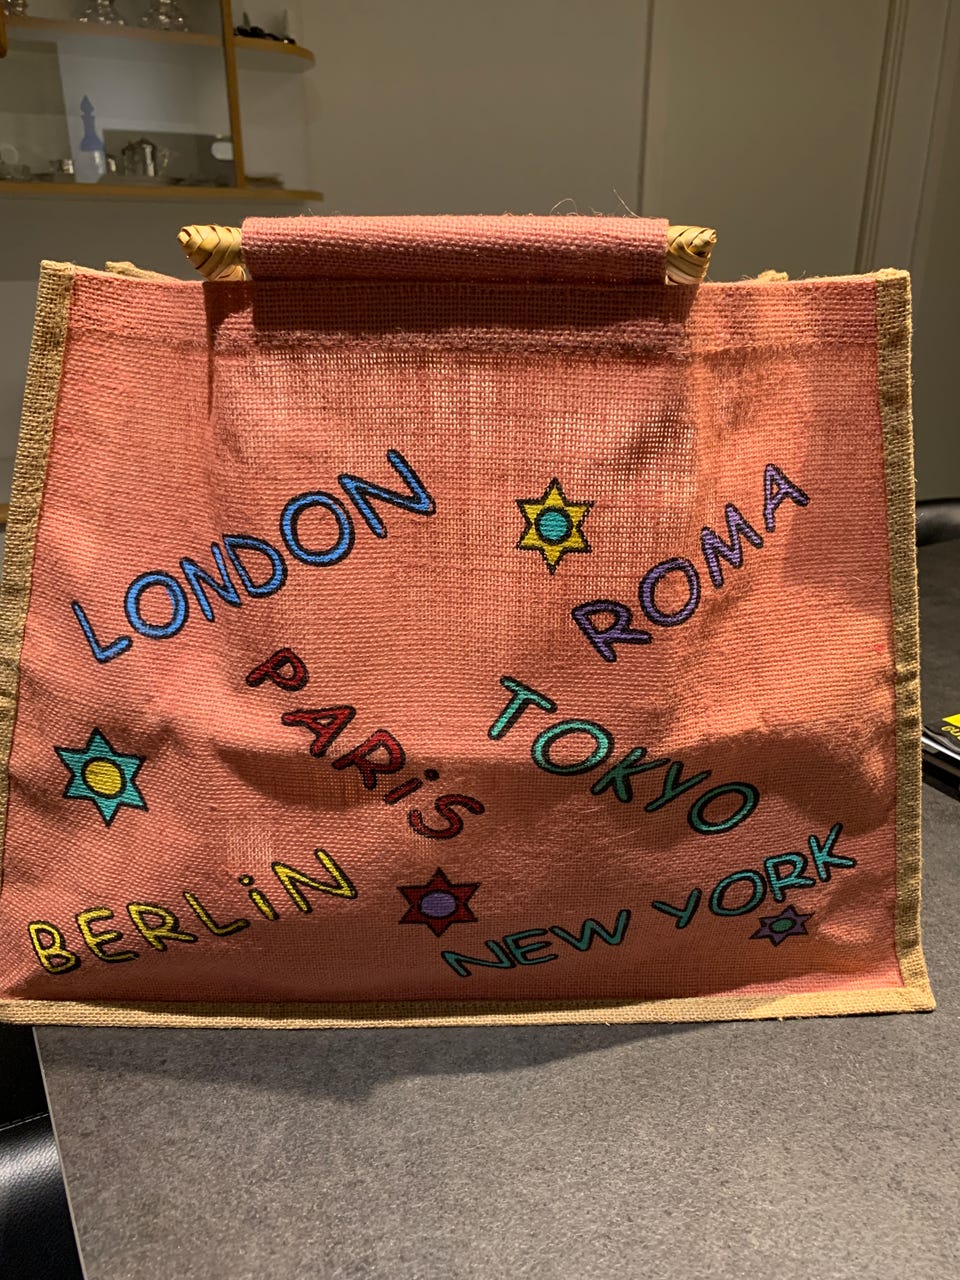 LONDON
ROMA
PARiS
TOKYO
BERLiN
NEW YORK